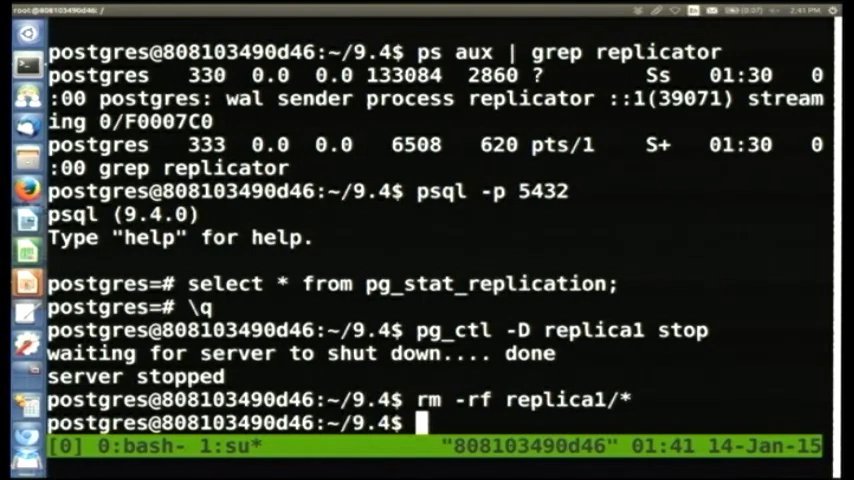 root@808103490d46: /
(0:07)
2:41 PM
postgres@808103490d46:~/9.4$ ps aux | grep replicator
postgres   330  0.0  0.0 133084  2860 ?        Ss   01:30   0
:00 postgres: wal sender process replicator ::1(39071) stream
ing 0/F0007C0
postgres   333  0.0  0.0   6508   620 pts/1    S+   01:30   0
:00 grep replicator
postgres@808103490d46:~/9.4$ psql -p 5432
psql (9.4.0)
Type "help" for help.
postgres=# select * from pg_stat_replication;
postgres=# \q
postgres@808103490d46:~/9.4$ pg_ctl -D replica1 stop
waiting for server to shut down.... done
server stopped
postgres@808103490d46:~/9.4$ rm -rf replica1/*
postgres@808103490d46:~/9.4$
[0] 0:bash- 1:su*                "808103490d46" 01:41 14-Jan-15